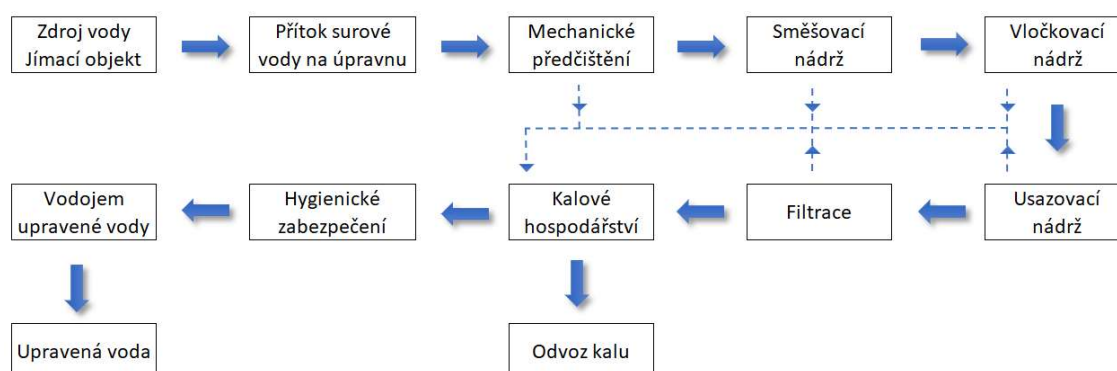 Zdroj vody
Jímací objekt
Přítok surové
vody na úpravnu
Mechanické
předčištění
Směšovací
nádrž
Vločkovací
nádrž
Vodojem
upravené vody
Hygienické
zabezpečení
Kalové
hospodářství
Filtrace
Usazovací
nádrž
Upravená voda
Odvoz kalu